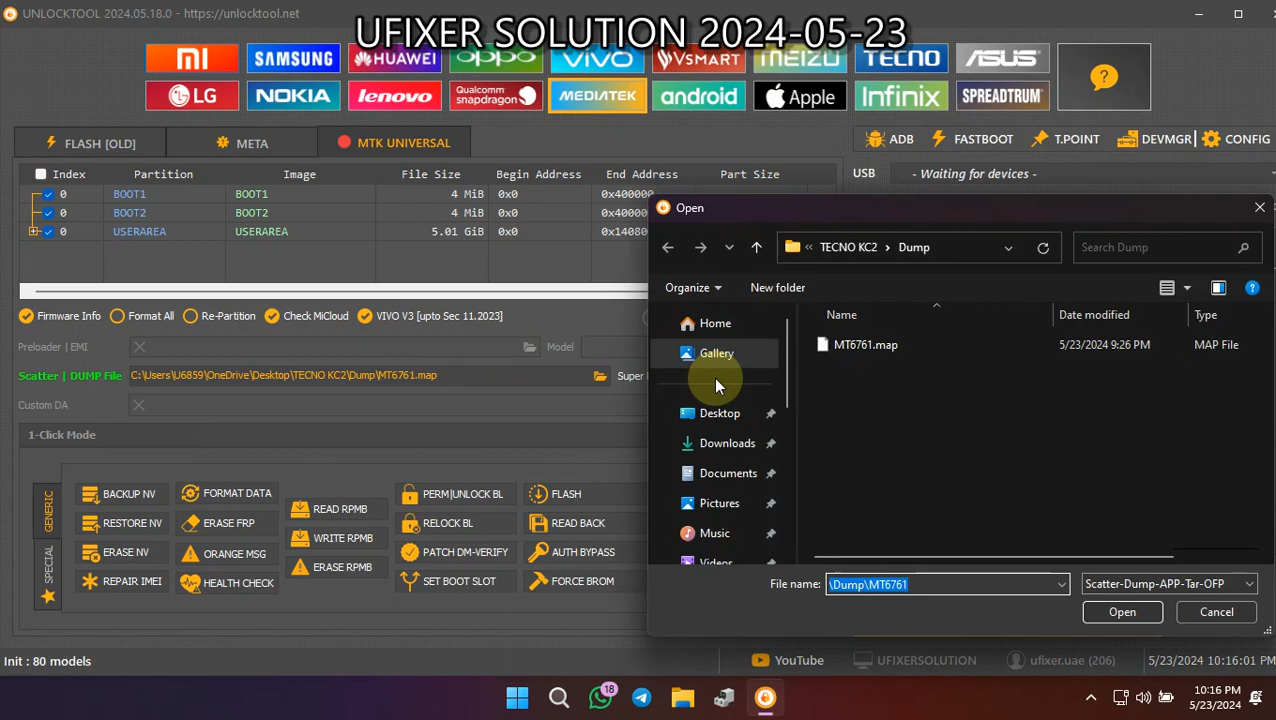 UNLOCKTOOL 2024.05.18.0 - https://unlocktool.net
UFIXER SOLUTION 2024-05-23
mi SAMSUNG HUAWEI oppo VIVO VSMART MEIZU TECNO ASUS ?
LG NOKIA lenovo Qualcomm snapdragon MEDIATEK android Apple Infinix SPREADTRUM
FLASH [OLD] META MTK UNIVERSAL
ADB FASTBOOT T.POINT DEVMGR CONFIG
Index Partition Image File Size Begin Address End Address Part Size
USB - Waiting for devices -
0 BOOT1 BOOT1 4 MiB 0x0 0x400000
0 BOOT2 BOOT2 4 MiB 0x0 0x40000
0 USERAREA USERAREA 5.01 GiB 0x0 0x14080
Firmware Info Format All Re-Partition Check MiCloud VIVO V3 [upto Sec 11.2023]
Preloader | EMI Model
Scatter | DUMP File C:\Users\U6859\OneDrive\Desktop\TECNO KC2\Dump\MT6761.map Super
Custom DA
1-Click Mode
GENERIC
SPECIAL
BACKUP NV FORMAT DATA READ RPMB PERM|UNLOCK BL FLASH
RESTORE NV ERASE FRP WRITE RPMB RELOCK BL READ BACK
ERASE NV ORANGE MSG ERASE RPMB PATCH DM-VERIFY AUTH BYPASS
REPAIR IMEI HEALTH CHECK SET BOOT SLOT FORCE BROM
Open
« TECNO KC2 > Dump Search Dump
Organize New folder
Name Date modified Type
MT6761.map 5/23/2024 9:26 PM MAP File
Home
Gallery
Desktop
Downloads
Documents
Pictures
Music
Videos
File name: \Dump\MT6761 Scatter-Dump-APP-Tar-OFP
Open Cancel
Init : 80 models
YouTube UFIXERSOLUTION ufixer.uae (206) 5/23/2024 10:16:01 PM
18
10:16 PM
5/23/2024